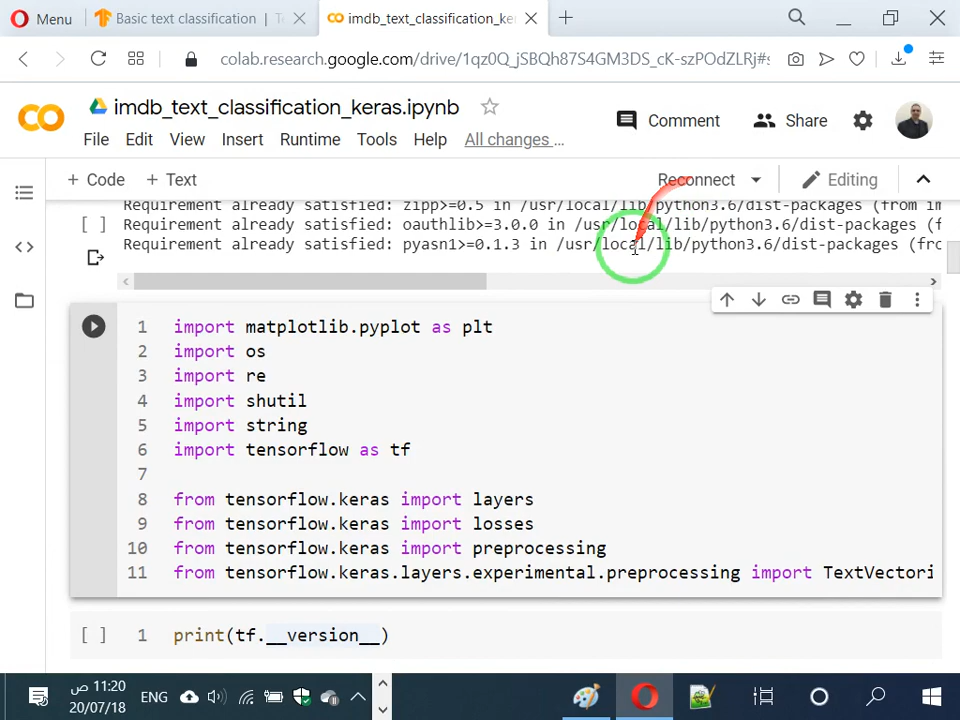 Menu
Basic text classification
imdb_text_classification_ke
colab.research.google.com/drive/1qz0Q_jSBQh87S4GM3DS_cK-szPOdZLRj#s
imdb_text_classification_keras.ipynb
Comment
Share
File Edit View Insert Runtime Tools Help All changes ...
+ Code + Text
Reconnect
Editing
Requirement already satisfied: zipp>=0.5 in /usr/local/lib/python3.6/dist-packages (from im
[ ] Requirement already satisfied: oauthlib>=3.0.0 in /usr/local/lib/python3.6/dist-packages (f
Requirement already satisfied: pyasn1>=0.1.3 in /usr/local/lib/python3.6/dist-packages (fro
1 import matplotlib.pyplot as plt
2 import os
3 import re
4 import shutil
5 import string
6 import tensorflow as tf
7
8 from tensorflow.keras import layers
9 from tensorflow.keras import losses
10 from tensorflow.keras import preprocessing
11 from tensorflow.keras.layers.experimental.preprocessing import TextVectori
[ ] 1 print(tf.__version__)
11:20 ص
20/07/18
ENG